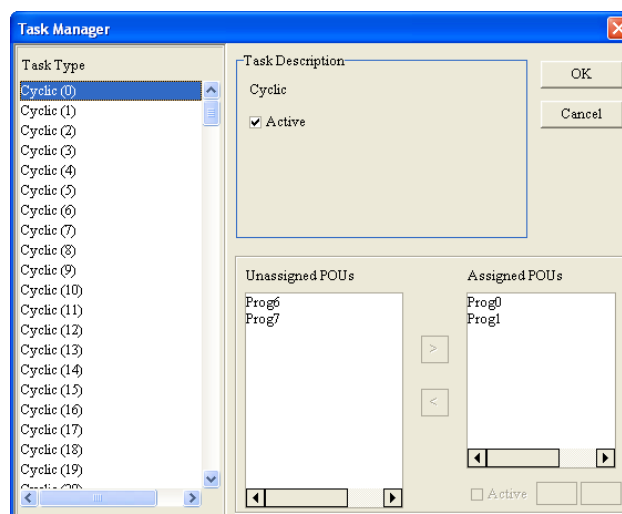 Task Manager
Task Type
Cyclic (0)
Cyclic (1)
Cyclic (2)
Cyclic (3)
Cyclic (4)
Cyclic (5)
Cyclic (6)
Cyclic (7)
Cyclic (8)
Cyclic (9)
Cyclic (10)
Cyclic (11)
Cyclic (12)
Cyclic (13)
Cyclic (14)
Cyclic (15)
Cyclic (16)
Cyclic (17)
Cyclic (18)
Cyclic (19)
Task Description
Cyclic
Active
OK
Cancel
Unassigned POUs
Prog6
Prog7
>
<
Assigned POUs
Prog0
Prog1
Active